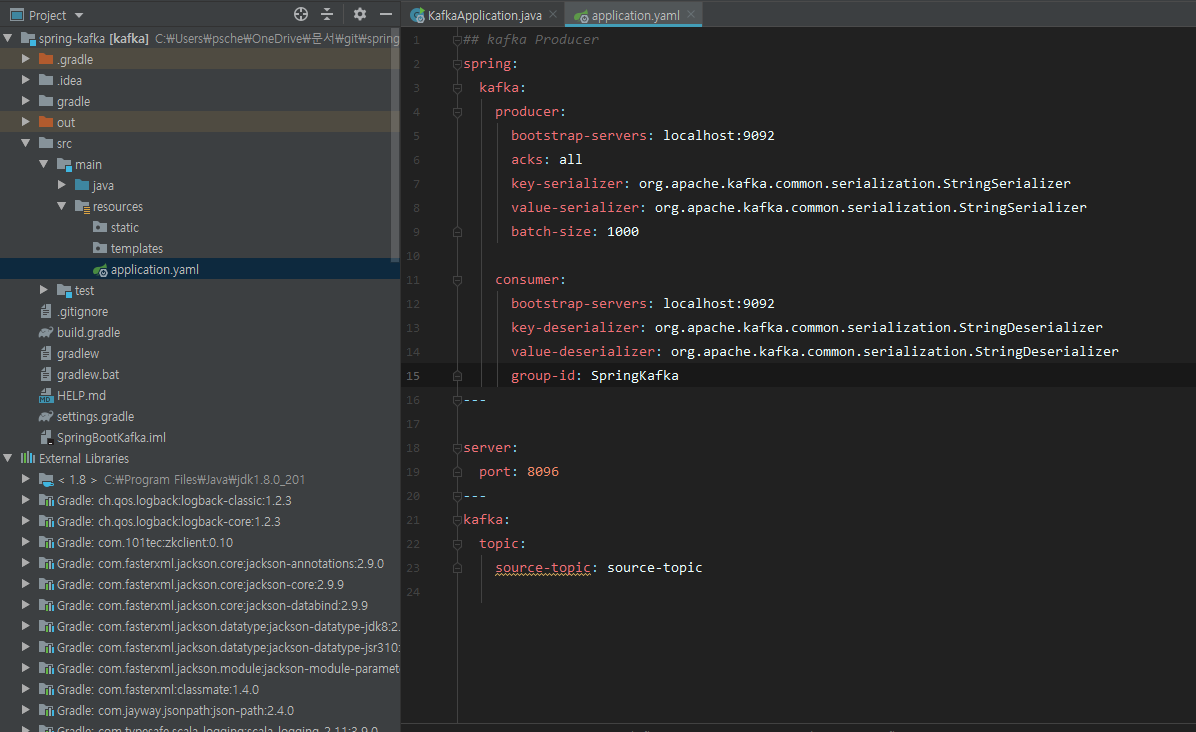 Project
KafkaApplication.java
application.yaml
spring-kafka [kafka] C:₩Users₩psche₩OneDrive₩문서₩git₩spring
.gradle
.idea
gradle
out
src
main
java
resources
static
templates
application.yaml
test
.gitignore
build.gradle
gradlew
gradlew.bat
HELP.md
settings.gradle
SpringBootKafka.iml
External Libraries
< 1.8 > C:₩Program Files₩Java₩jdk1.8.0_201
Gradle: ch.qos.logback:logback-classic:1.2.3
Gradle: ch.qos.logback:logback-core:1.2.3
Gradle: com.101tec:zkclient:0.10
Gradle: com.fasterxml.jackson.core:jackson-annotations:2.9.0
Gradle: com.fasterxml.jackson.core:jackson-core:2.9.9
Gradle: com.fasterxml.jackson.core:jackson-databind:2.9.9
Gradle: com.fasterxml.jackson.datatype:jackson-datatype-jdk8:2.
Gradle: com.fasterxml.jackson.datatype:jackson-datatype-jsr310:
Gradle: com.fasterxml.jackson.module:jackson-module-paramet
Gradle: com.fasterxml:classmate:1.4.0
Gradle: com.jayway.jsonpath:json-path:2.4.0
Gradle: com.typesafe.scala-logging:scala-logging_2.11:3.9.0
1 ## kafka Producer
2 spring:
3 kafka:
4 producer:
5 bootstrap-servers: localhost:9092
6 acks: all
7 key-serializer: org.apache.kafka.common.serialization.StringSerializer
8 value-serializer: org.apache.kafka.common.serialization.StringSerializer
9 batch-size: 1000
10
11 consumer:
12 bootstrap-servers: localhost:9092
13 key-deserializer: org.apache.kafka.common.serialization.StringDeserializer
14 value-deserializer: org.apache.kafka.common.serialization.StringDeserializer
15 group-id: SpringKafka
16 ---
17
18 server:
19 port: 8096
20 ---
21 kafka:
22 topic:
23 source-topic: source-topic
24